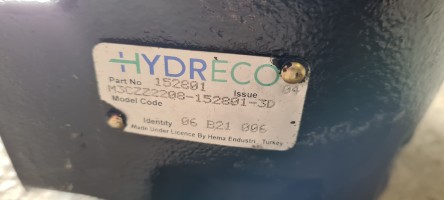 HYDRECO
Part No 152801 Issue 04
M3CZZ2208-152801-3D
Model Code
Identity 06 B21 006
Made Under Licence By Hema Endustri, Turkey